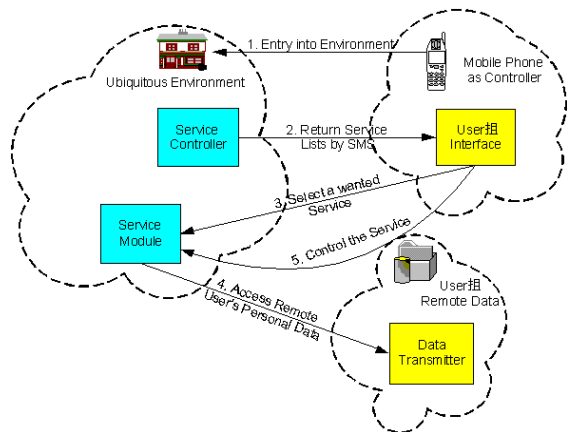 1. Entry into Environment
Ubiquitous Environment
Mobile Phone
as Controller
Service
Controller
2. Return Service
Lists by SMS
User担
Interface
3. Select a wanted
Service
Service
Module
5. Control the Service
4. Access Remote
User's Personal Data
User担
Remote Data
Data
Transmitter